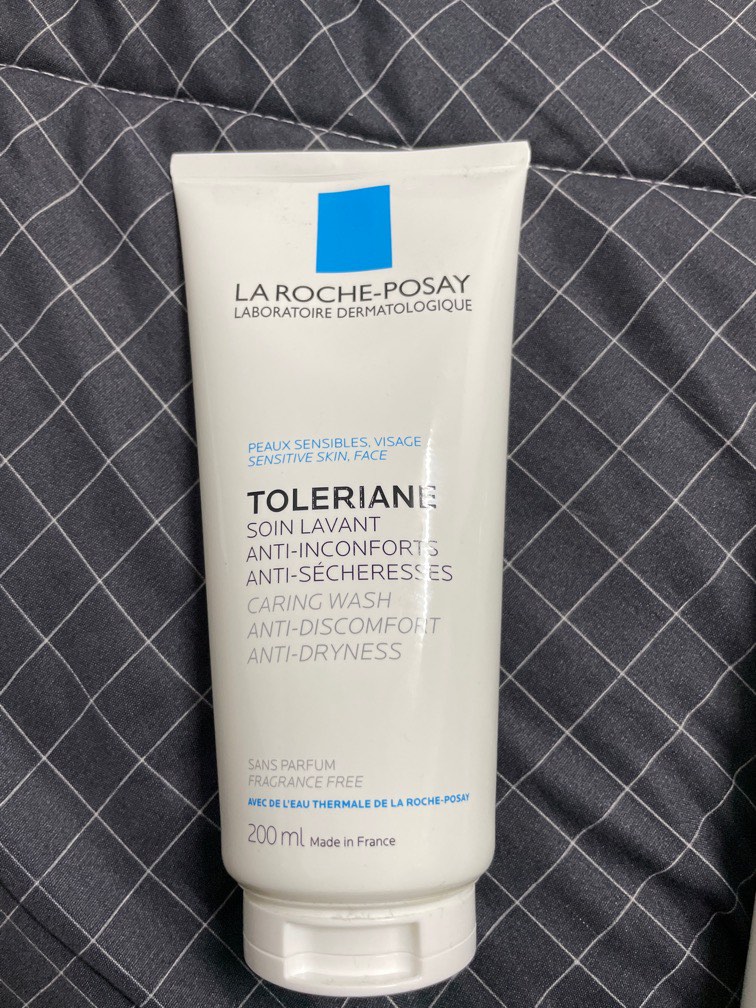 LA ROCHE-POSAY
LABORATOIRE DERMATOLOGIQUE
PEAUX SENSIBLES, VISAGE
SENSITIVE SKIN, FACE
TOLERIANE
SOIN LAVANT
ANTI-INCONFORTS
ANTI-SÉCHERESSES
CARING WASH
ANTI-DISCOMFORT
ANTI-DRYNESS
SANS PARFUM
FRAGRANCE FREE
AVEC DE L'EAU THERMALE DE LA ROCHE-POSAY
200 ml Made in France